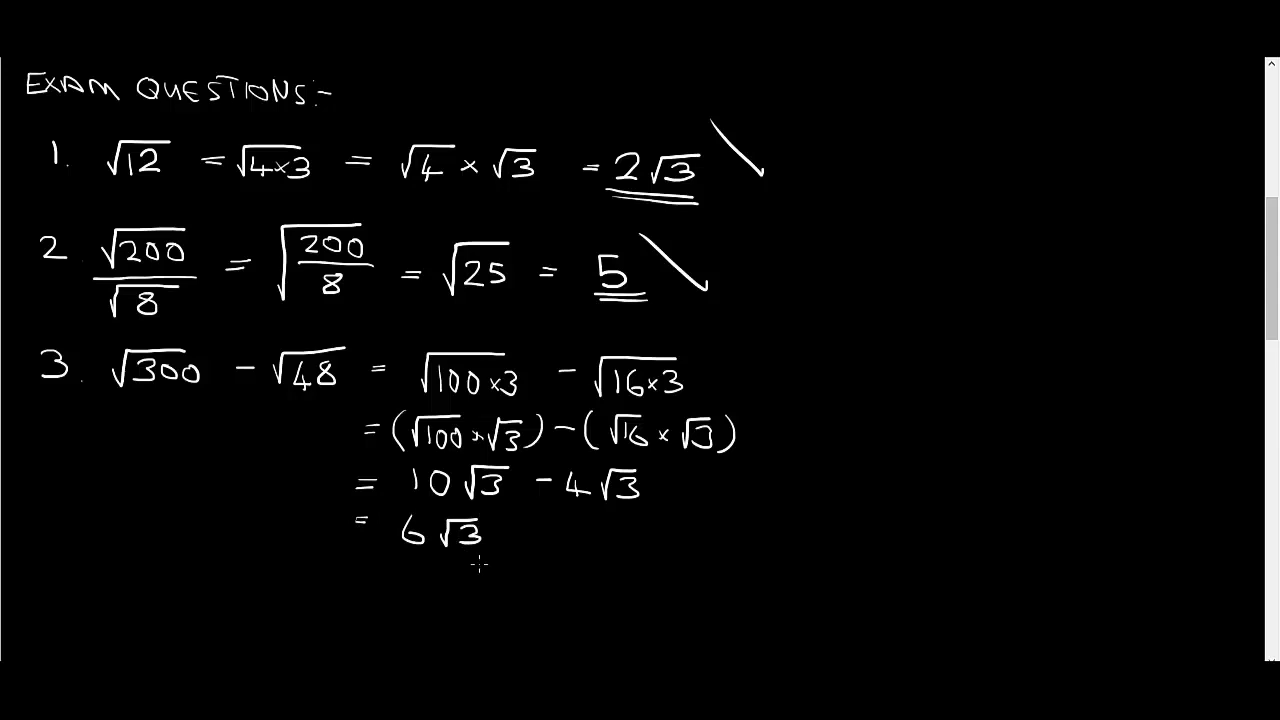 EXAM QUESTIONS:-
1. √12 = √4×3 = √4 × √3 = 2√3
2. √200/√8 = √200/8 = √25 = 5
3. √300 - √48 = √100×3 - √16×3
= (√100 × √3) - (√16 × √3)
= 10√3 - 4√3
= 6√3